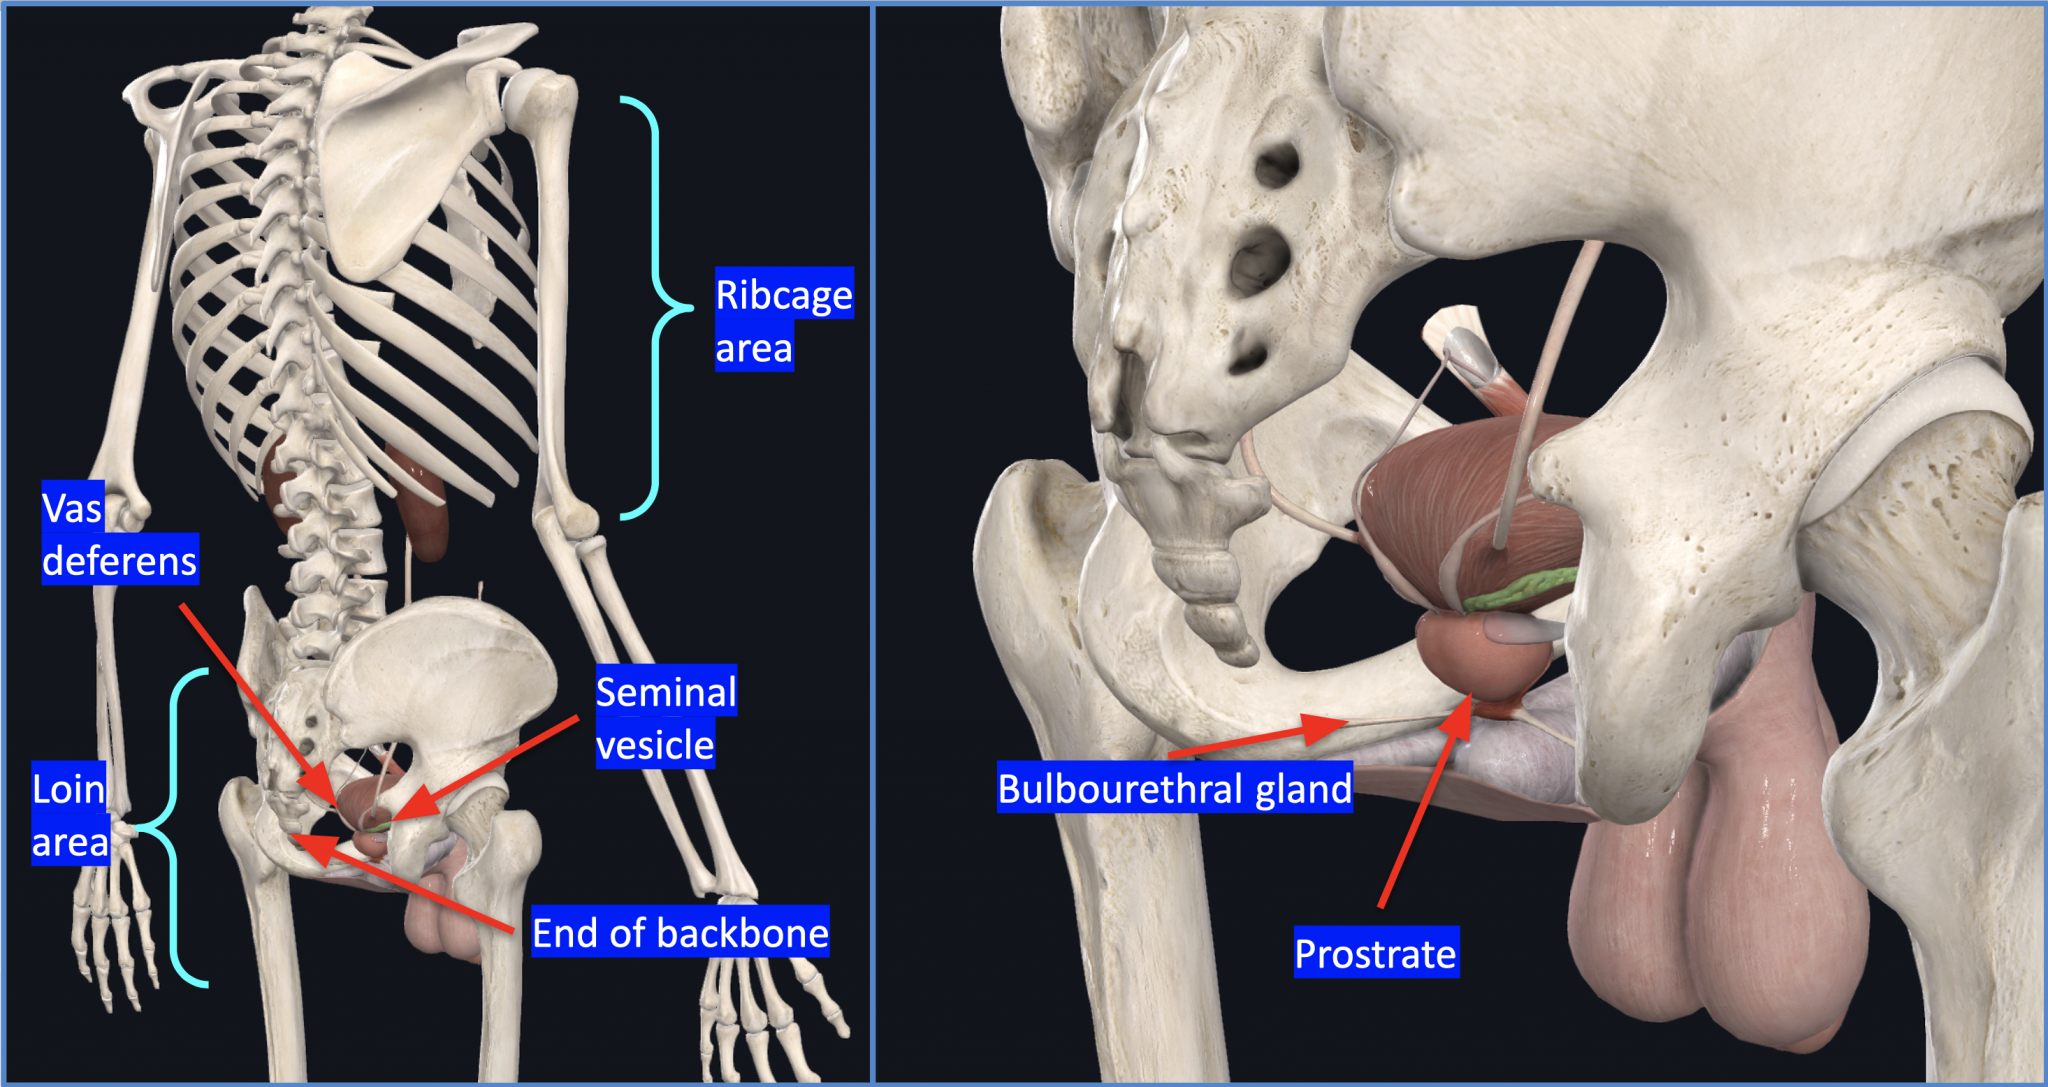 Ribcage
area
Vas
deferens
Seminal
vesicle
Loin
area
End of backbone
Bulbourethral gland
Prostrate